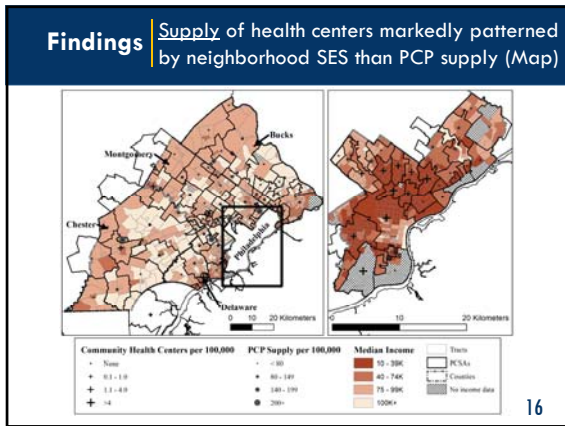 Findings
Supply of health centers markedly patterned
by neighborhood SES than PCP supply (Map)
Bucks
Montgomery
Chester
Philadelphia
Delaware
0 10 20 Kilometers
0 10 20 Kilometers
Community Health Centers per 100,000
None
0.1 - 1.0
1.1 - 4.0
>4
PCP Supply per 100,000
< 80
80 - 149
140 - 199
200+
Median Income
10 - 39K
40 - 74K
75 - 99K
100K+
Tracts
PCSAs
Counties
No income data
16